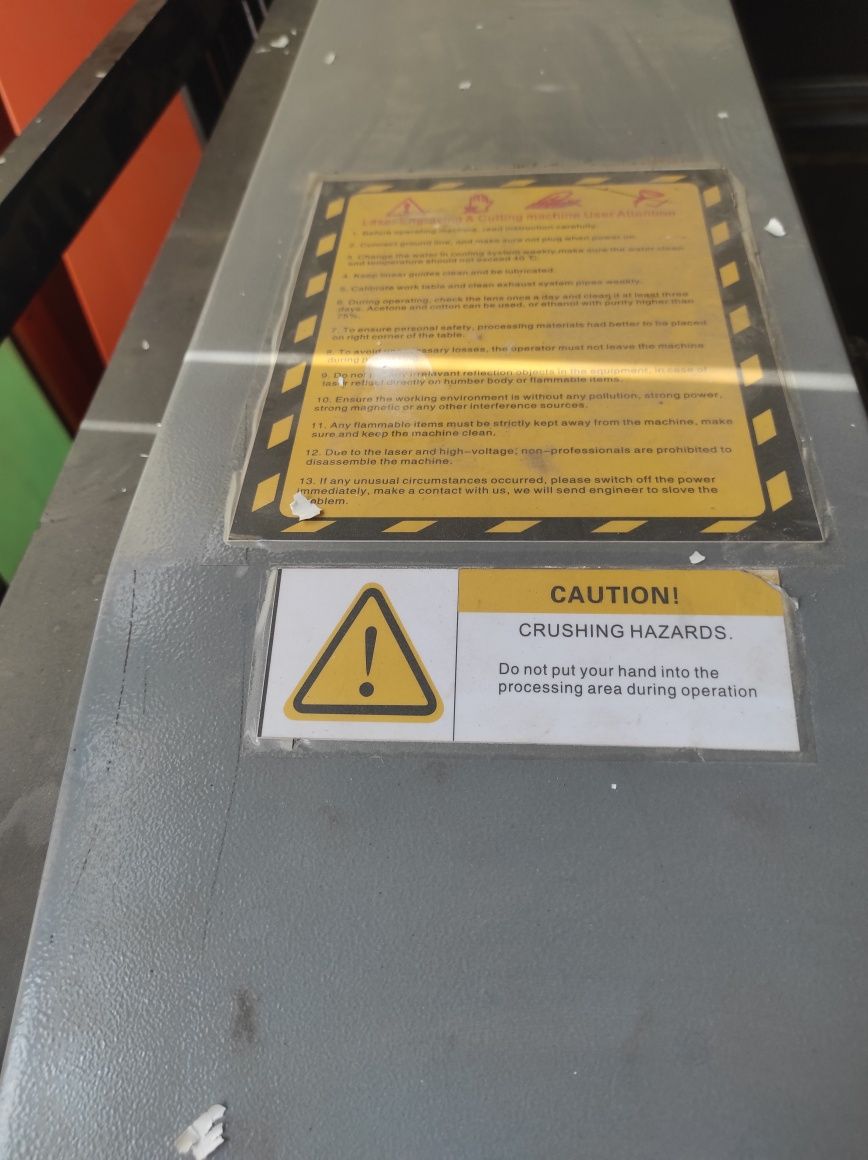 Laser Engraving & Cutting machine User Attention
1. Before operating machine, read instruction carefully.
2. Connect ground line, and make sure not plug when power on.
3. Change the water in cooling system weekly, make sure the water clean
and temperature should not exceed 40℃.
4. Keep linear guides clean and be lubricated.
5. Calibrate work table and clean exhaust system pipes weekly.
6. During operating, check the lens once a day and clean it at least three
days. Acetone and cotton can be used, or ethanol with purity higher than
75%.
7. To ensure personal safety, processing materials had better to be placed
on right corner of the table.
8. To avoid losses, the operator must not leave the machine
during
9. Do not irralavant reflection objects in the equipment, in case of
laser reflect directly on humber body or flammable items.
10. Ensure the working environment is without any pollution, strong power,
strong magnetic or any other interference sources.
11. Any flammable items must be strictly kept away from the machine, make
sure and keep the machine clean.
12. Due to the laser and high-voltage, non-professionals are prohibited to
disassemble the machine.
13. If any unusual circumstances occurred, please switch off the power
immediately, make a contact with us, we will send engineer to slove the
CAUTION!
CRUSHING HAZARDS.
Do not put your hand into the
processing area during operation